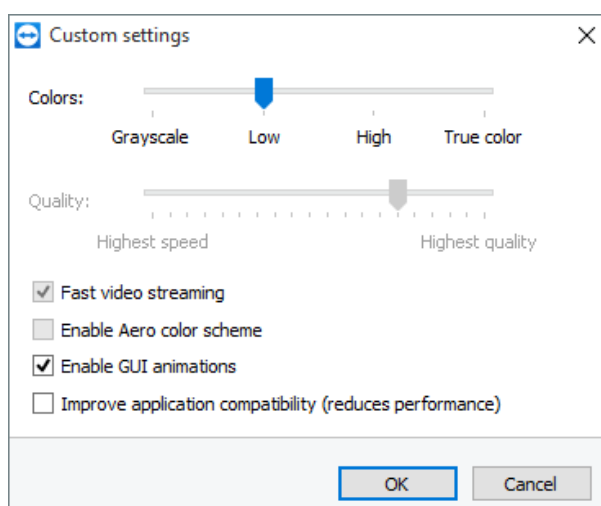 Custom settings
Colors:
Grayscale Low High True color
Quality:
Highest speed Highest quality
Fast video streaming
Enable Aero color scheme
Enable GUI animations
Improve application compatibility (reduces performance)
OK Cancel